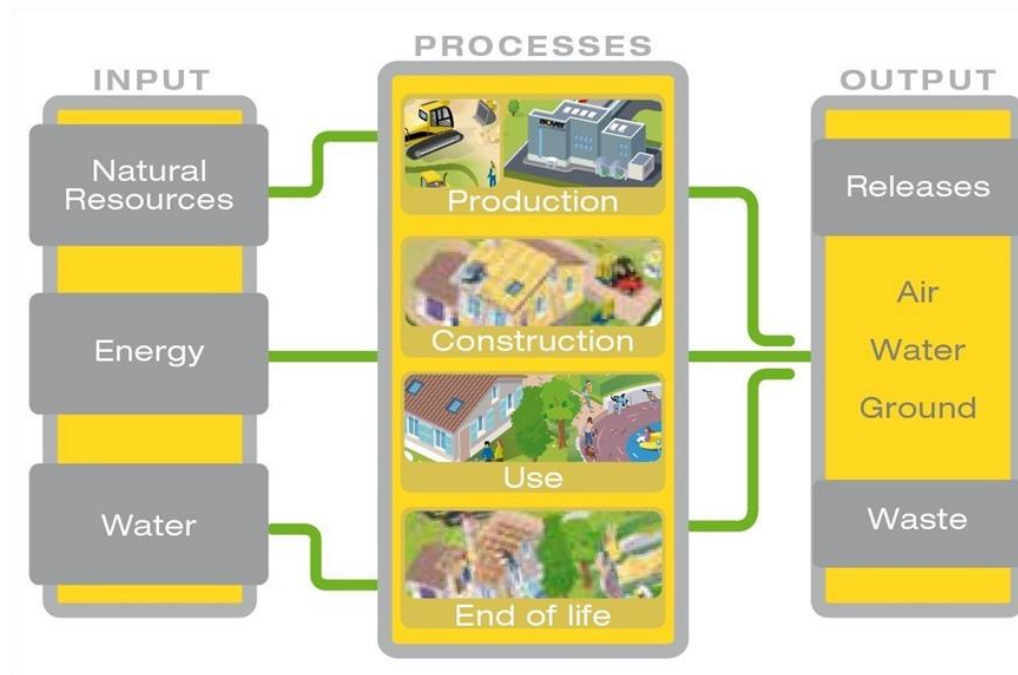 INPUT
Natural
Resources
Energy
Water
PROCESSES
Production
Construction
Use
End of life
OUTPUT
Releases
Air
Water
Ground
Waste